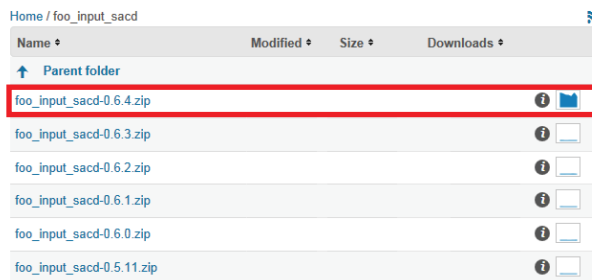 Home / foo_input_sacd
Name Modified Size Downloads
Parent folder
foo_input_sacd-0.6.4.zip
foo_input_sacd-0.6.3.zip
foo_input_sacd-0.6.2.zip
foo_input_sacd-0.6.1.zip
foo_input_sacd-0.6.0.zip
foo_input_sacd-0.5.11.zip